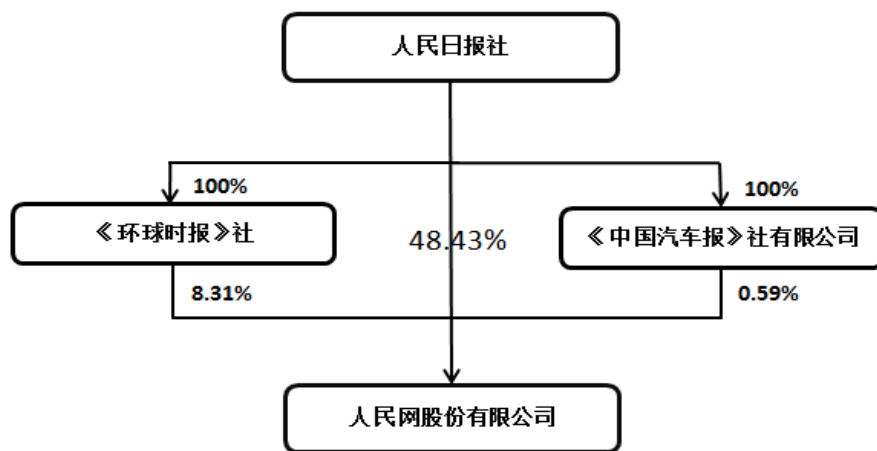 人民日报社
100%
100%
《环球时报》社
48.43%
《中国汽车报》社有限公司
8.31%
0.59%
人民网股份有限公司